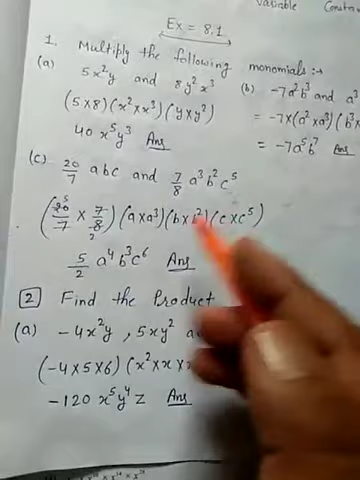 Variable Consta
Ex = 8.1
1. Multiply the following monomials :→
(a) 5x²y and 8y²x³
(5×8)(x²×x³)(y×y²)
40x⁵y³ Ans
(b) -7a²b³ and a³
= -7×(a²×a³)(b³×
= -7a⁵b⁷ Ans
(c) 20/7 abc and 7/8 a³b²c⁵
(20/7 × 7/8)(a×a³)(b×b²)(c×c⁵)
5/2 a⁴b³c⁶ Ans
2 Find the Product
(a) -4x²y, 5xy² a
(-4×5×6)(x²×x×
-120x⁵y⁴z Ans